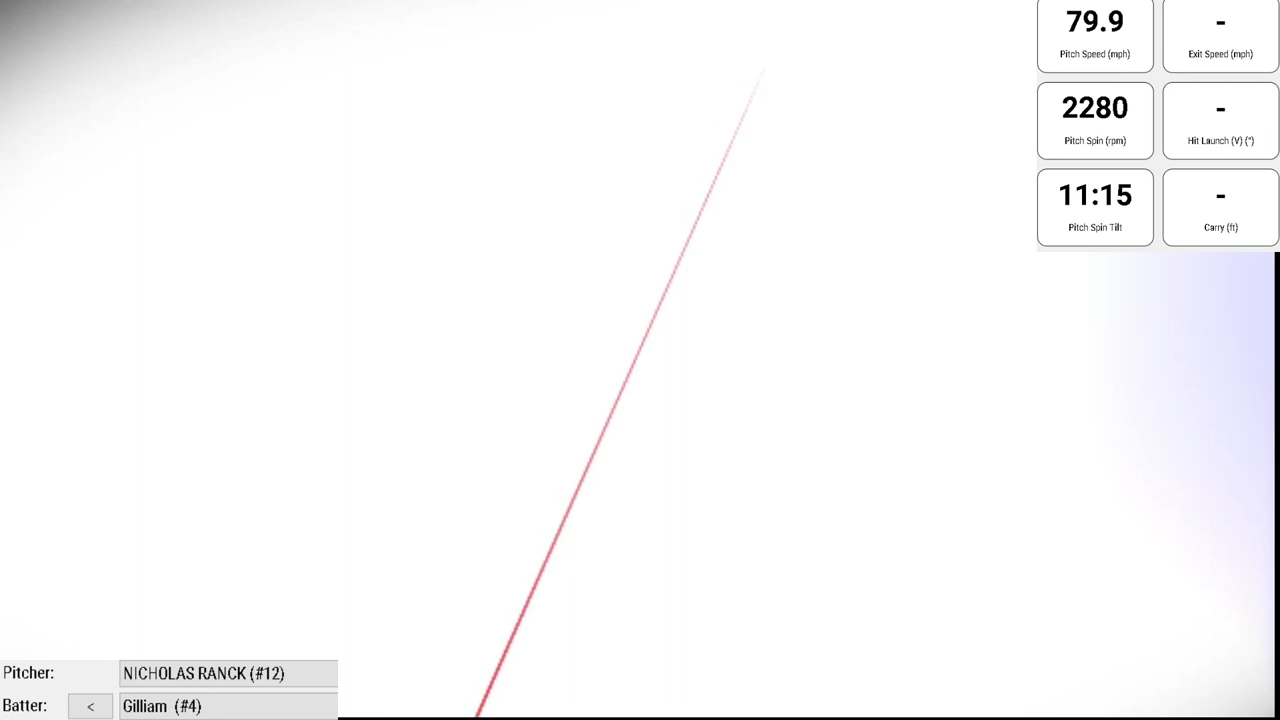 79.9
Pitch Speed (mph)
-
Exit Speed (mph)
2280
Pitch Spin (rpm)
-
Hit Launch (V) (°)
11:15
Pitch Spin Tilt
-
Carry (ft)
Pitcher: NICHOLAS RANCK (#12)
Batter: < Gilliam (#4)